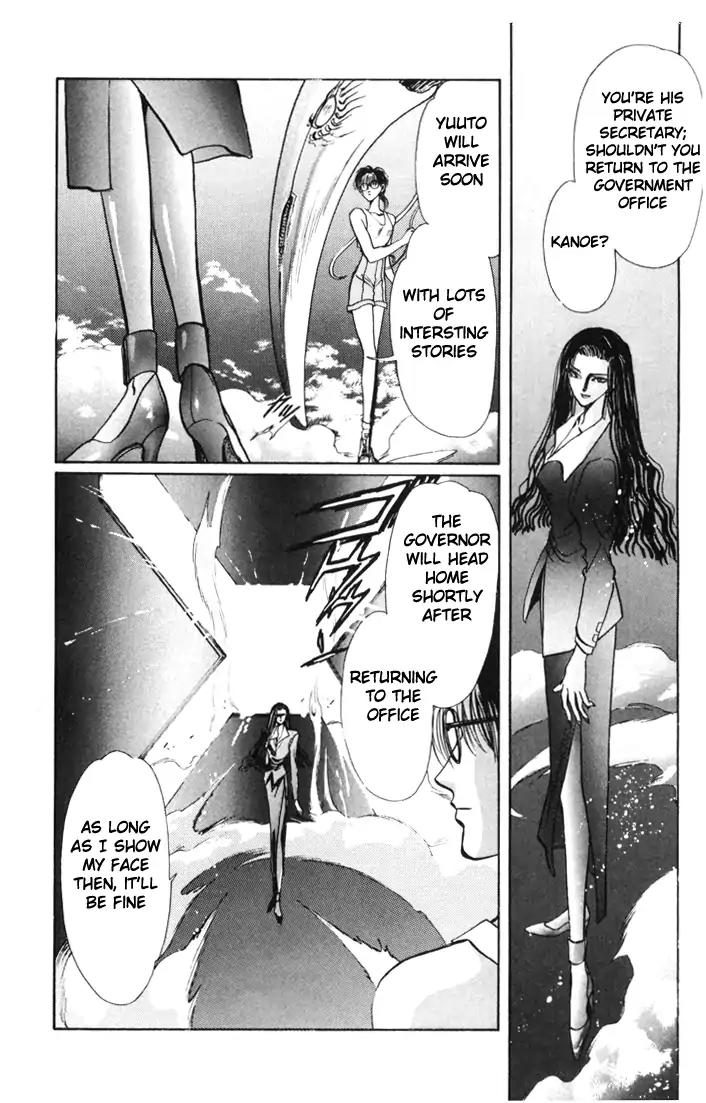 YOU'RE HIS
PRIVATE
SECRETARY;
SHOULDN'T YOU
RETURN TO THE
GOVERNMENT
OFFICE
KANOE?
YUUTO
WILL
ARRIVE
SOON
WITH LOTS
OF
INTERSTING
STORIES
THE
GOVERNOR
WILL HEAD
HOME
SHORTLY
AFTER
RETURNING
TO THE
OFFICE
AS LONG
AS I SHOW
MY FACE
THEN, IT'LL
BE FINE